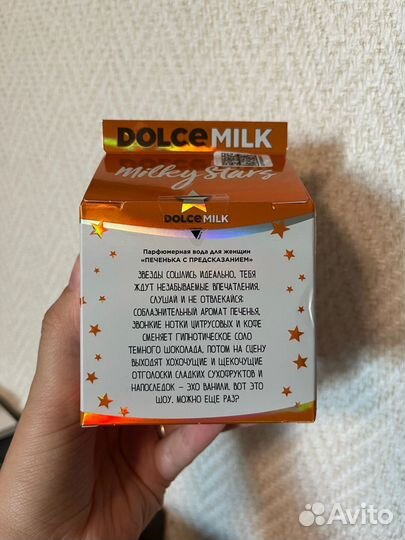 DOLCE MILK
Milky Stars
DOLCE MILK
Парфюмерная вода для женщин
«ПЕЧЕНЬКА С ПРЕДСКАЗАНИЕМ»
ЗВЕЗДЫ СОШЛИСЬ ИДЕАЛЬНО, ТЕБЯ
ЖДУТ НЕЗАБЫВАЕМЫЕ ВПЕЧАТЛЕНИЯ.
СЛУШАЙ И НЕ ОТВЛЕКАЙСЯ:
СОБЛАЗНИТЕЛЬНЫЙ АРОМАТ ПЕЧЕНЬЯ,
ЗВОНКИЕ НОТКИ ЦИТРУСОВЫХ И КОФЕ
СМЕНЯЕТ ГИПНОТИЧЕСКОЕ СОЛО
ТЕМНОГО ШОКОЛАДА, ПОТОМ НА СЦЕНУ
ВЫХОДЯТ ХОХОЧУЩИЕ И ЩЕКОЧУЩИЕ
ОТГОЛОСКИ СЛАДКИХ СУХОФРУКТОВ И
НАПОСЛЕДОК – ЭХО ВАНИЛИ. ВОТ ЭТО
ШОУ. МОЖНО ЕЩЕ РАЗ?
Avito